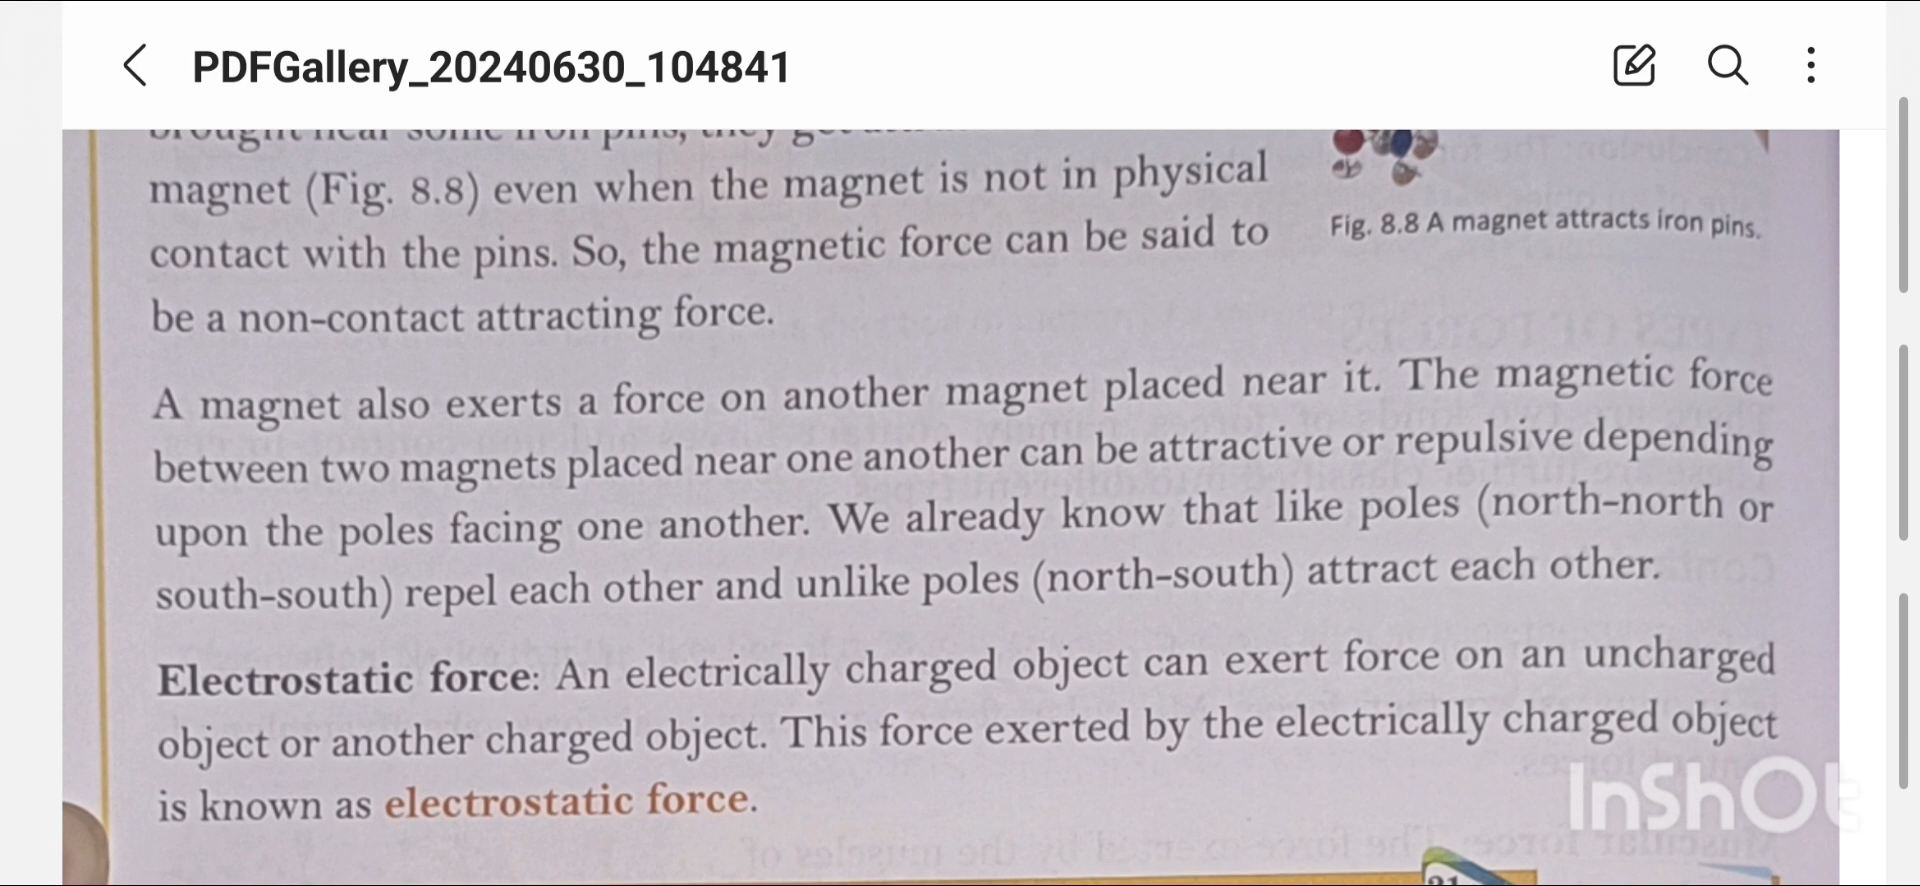 PDFGallery_20240630_104841
magnet (Fig. 8.8) even when the magnet is not in physical
contact with the pins. So, the magnetic force can be said to
be a non-contact attracting force.
Fig. 8.8 A magnet attracts iron pins.
A magnet also exerts a force on another magnet placed near it. The magnetic force
between two magnets placed near one another can be attractive or repulsive depending
upon the poles facing one another. We already know that like poles (north-north or
south-south) repel each other and unlike poles (north-south) attract each other.
Electrostatic force: An electrically charged object can exert force on an uncharged
object or another charged object. This force exerted by the electrically charged object
is known as electrostatic force.
InShOt